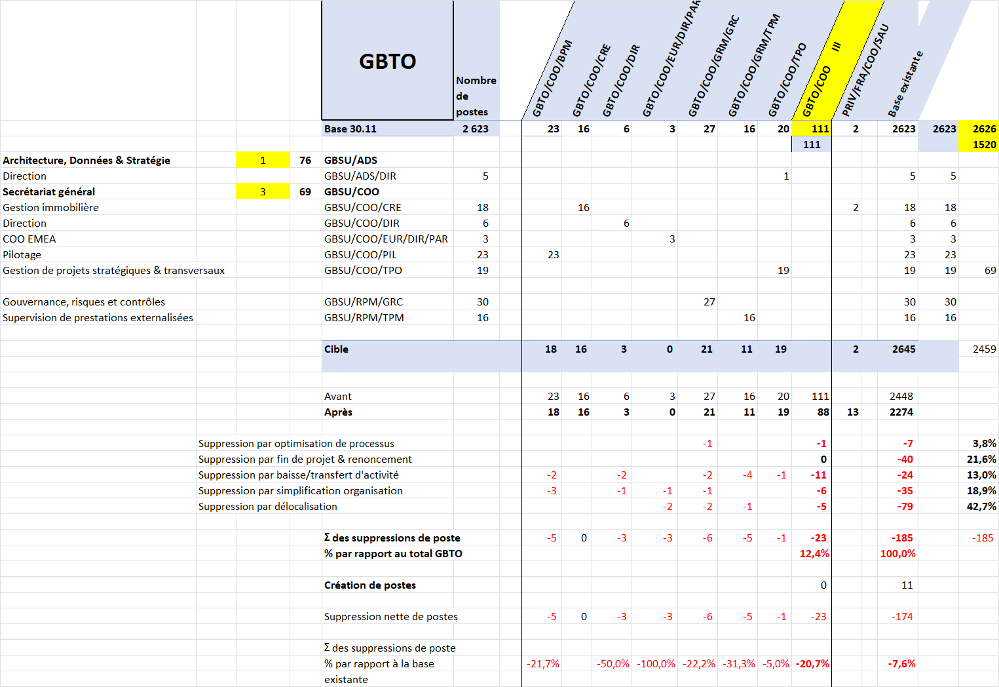 GBTO
Nombre
de
postes
GBTO/COO/BPM
GBTO/COO/CRE
GBTO/COO/DIR
GBTO/COO/EUR/DIR/PAR
GBTO/COO/GRM/GRC
GBTO/COO/GRM/TPM
GBTO/COO/TPO
GBTO/COO III
PRIV/FRA/COO/SAU
Base existante
Base 30.11 2 623 23 16 6 3 27 16 20 111 2 2623 2623 2626
111 1520
Architecture, Données & Stratégie 1 76 GBSU/ADS
Direction GBSU/ADS/DIR 5 1 5 5
Secrétariat général 3 69 GBSU/COO
Gestion immobilière GBSU/COO/CRE 18 16 2 18 18
Direction GBSU/COO/DIR 6 6 6 6
COO EMEA GBSU/COO/EUR/DIR/PAR 3 3 3 3
Pilotage GBSU/COO/PIL 23 23 23 23
Gestion de projets stratégiques & transversaux GBSU/COO/TPO 19 19 19 19 69
Gouvernance, risques et contrôles GBSU/RPM/GRC 30 27 30 30
Supervision de prestations externalisées GBSU/RPM/TPM 16 16 16 16
Cible 18 16 3 0 21 11 19 2 2645 2459
Avant 23 16 6 3 27 16 20 111 2448
Après 18 16 3 0 21 11 19 88 13 2274
Suppression par optimisation de processus -1 -1 -7 3,8%
Suppression par fin de projet & renoncement 0 -40 21,6%
Suppression par baisse/transfert d'activité -2 -2 -2 -4 -1 -11 -24 13,0%
Suppression par simplification organisation -3 -1 -1 -1 -6 -35 18,9%
Suppression par délocalisation -2 -2 -1 -5 -79 42,7%
Σ des suppressions de poste -5 0 -3 -3 -6 -5 -1 -23 -185 -185
% par rapport au total GBTO 12,4% 100,0%
Création de postes 0 11
Suppression nette de postes -5 0 -3 -3 -6 -5 -1 -23 -174
Σ des suppressions de poste
% par rapport à la base -21,7% -50,0% -100,0% -22,2% -31,3% -5,0% -20,7% -7,6%
existante